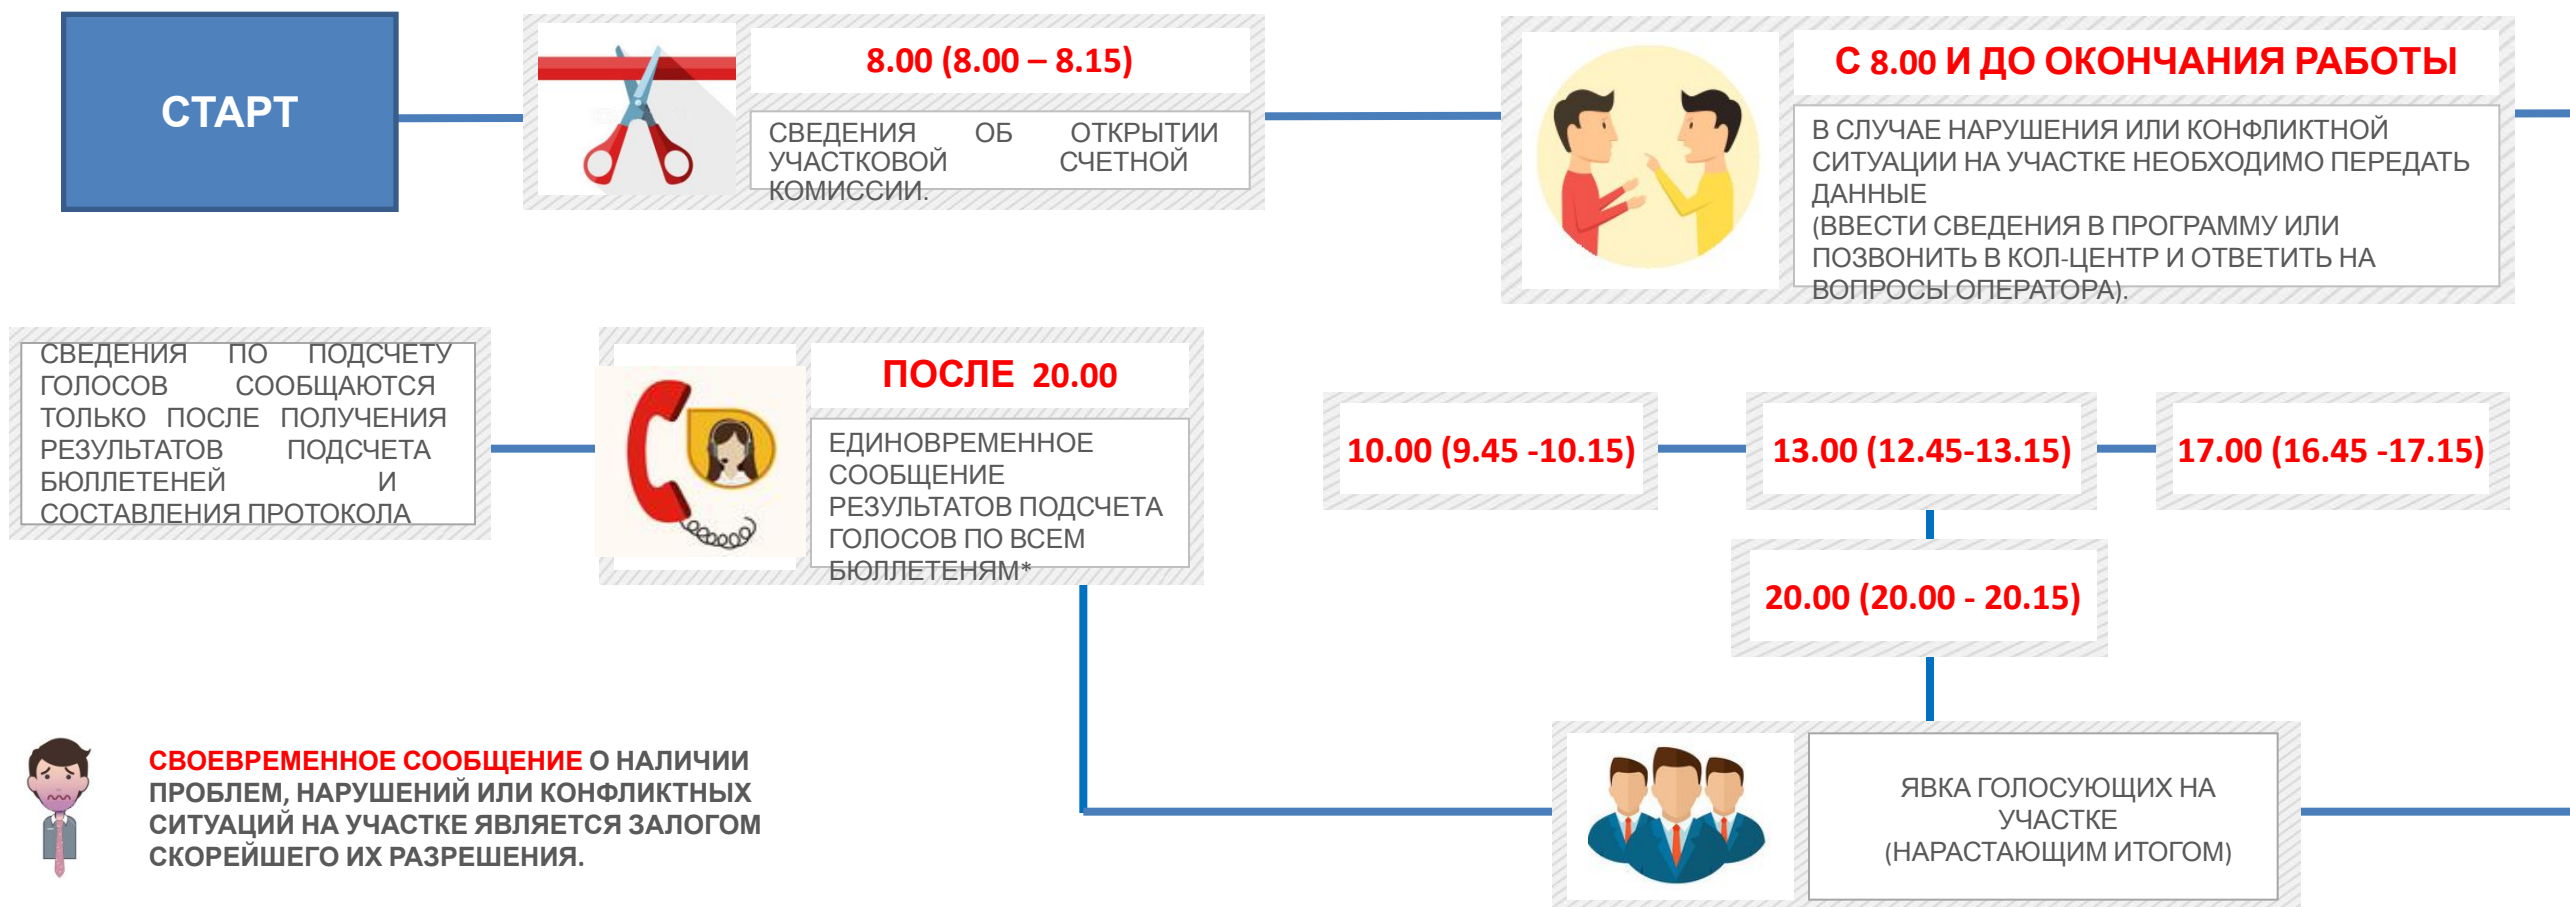 СТАРТ
8.00 (8.00 – 8.15)
СВЕДЕНИЯ ОБ ОТКРЫТИИ
УЧАСТКОВОЙ СЧЕТНОЙ
КОМИССИИ.
С 8.00 И ДО ОКОНЧАНИЯ РАБОТЫ
В СЛУЧАЕ НАРУШЕНИЯ ИЛИ КОНФЛИКТНОЙ
СИТУАЦИИ НА УЧАСТКЕ НЕОБХОДИМО ПЕРЕДАТЬ
ДАННЫЕ
(ВВЕСТИ СВЕДЕНИЯ В ПРОГРАММУ ИЛИ
ПОЗВОНИТЬ В КОЛ-ЦЕНТР И ОТВЕТИТЬ НА
ВОПРОСЫ ОПЕРАТОРА).
СВЕДЕНИЯ ПО ПОДСЧЕТУ
ГОЛОСОВ СООБЩАЮТСЯ
ТОЛЬКО ПОСЛЕ ПОЛУЧЕНИЯ
РЕЗУЛЬТАТОВ ПОДСЧЕТА
БЮЛЛЕТЕНЕЙ И
СОСТАВЛЕНИЯ ПРОТОКОЛА
ПОСЛЕ 20.00
ЕДИНОВРЕМЕННОЕ
СООБЩЕНИЕ
РЕЗУЛЬТАТОВ ПОДСЧЕТА
ГОЛОСОВ ПО ВСЕМ
БЮЛЛЕТЕНЯМ*
10.00 (9.45 -10.15)
13.00 (12.45-13.15)
17.00 (16.45 -17.15)
20.00 (20.00 - 20.15)
СВОЕВРЕМЕННОЕ СООБЩЕНИЕ О НАЛИЧИИ
ПРОБЛЕМ, НАРУШЕНИЙ ИЛИ КОНФЛИКТНЫХ
СИТУАЦИЙ НА УЧАСТКЕ ЯВЛЯЕТСЯ ЗАЛОГОМ
СКОРЕЙШЕГО ИХ РАЗРЕШЕНИЯ.
ЯВКА ГОЛОСУЮЩИХ НА
УЧАСТКЕ
(НАРАСТАЮЩИМ ИТОГОМ)